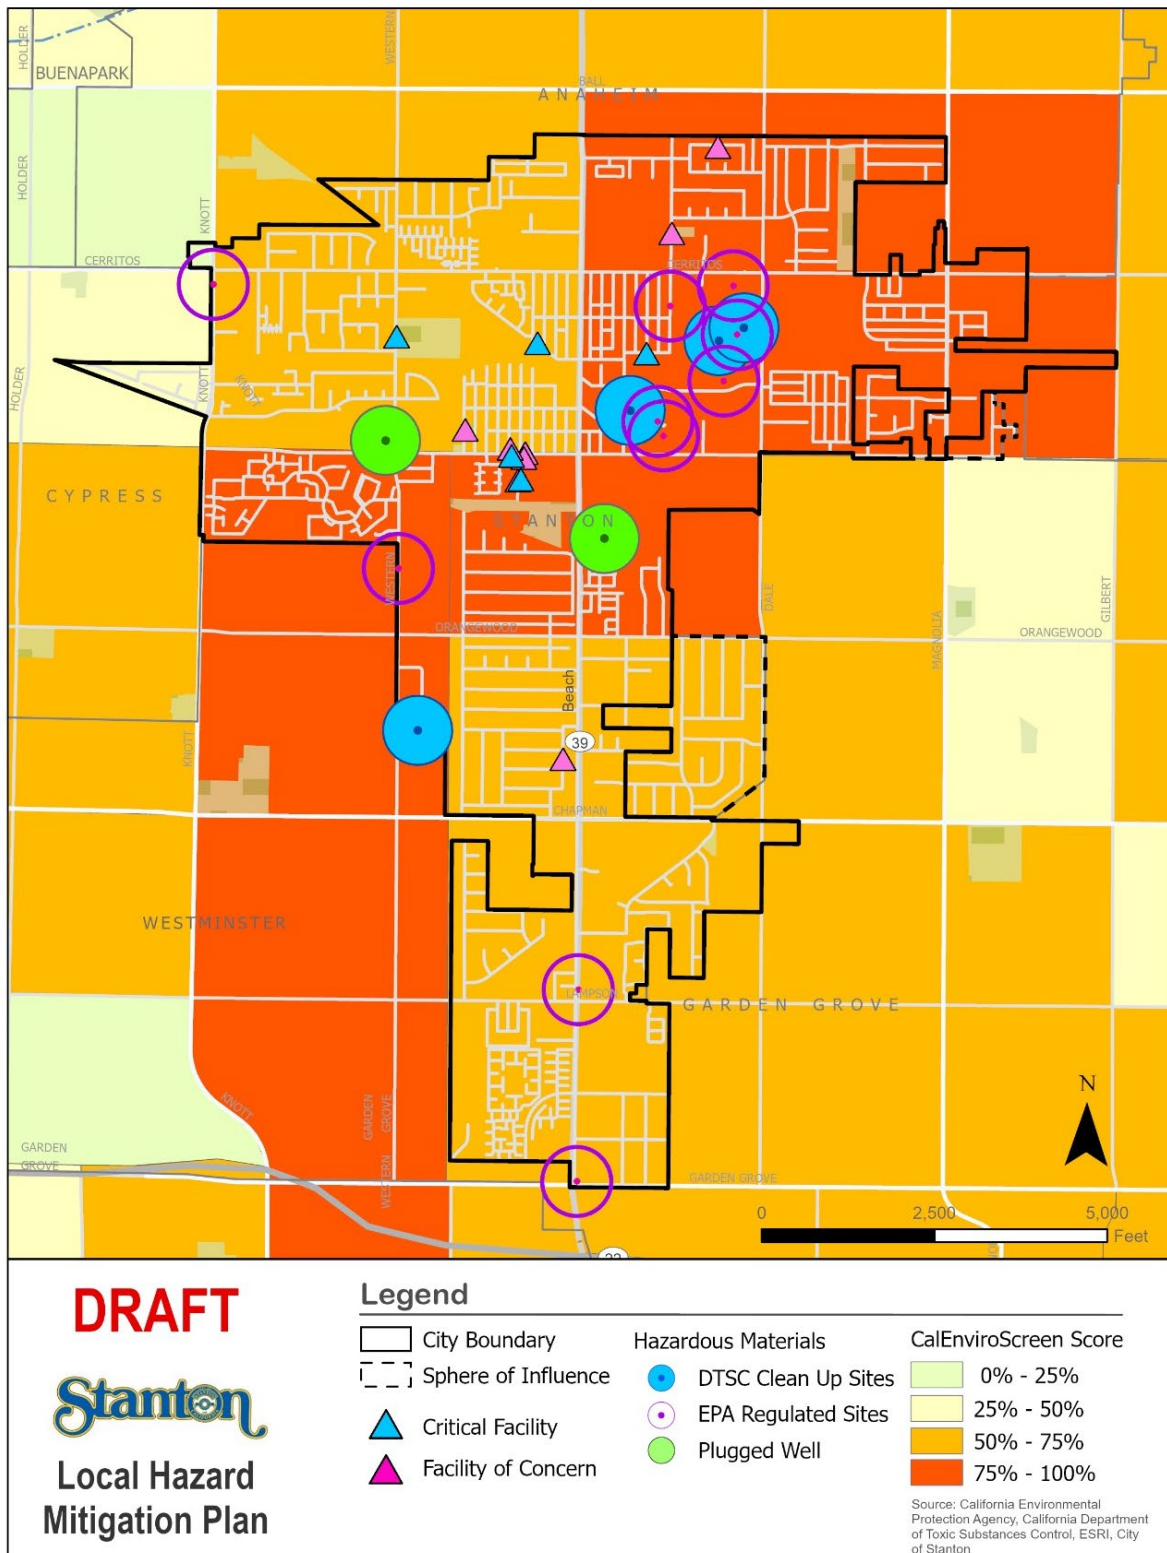 HOLDER
WESTERN
BUENAPARK
BALL
ANAHEIM
HOLDER
KNOTT
CERRITOS
CERRITOS
HOLDER
KNOTT
KNOTT
CYPRESS
STANTON
WESTERN
DALE
MAGNOLIA
GILBERT
ORANGEWOOD
ORANGEWOOD
Beach
39
KNOTT
CHAPMAN
WESTMINSTER
LAMPSON
GARDEN GROVE
N
KNOTT
GARDEN
GROVE
GARDEN
GROVE
WESTERN
GARDEN GROVE
0
2,500
5,000
Feet
22
DRAFT
Stanton
Local Hazard
Mitigation Plan
Legend
City Boundary
Sphere of Influence
Critical Facility
Facility of Concern
Hazardous Materials
DTSC Clean Up Sites
EPA Regulated Sites
Plugged Well
CalEnviroScreen Score
0% - 25%
25% - 50%
50% - 75%
75% - 100%
Source: California Environmental
Protection Agency, California Department
of Toxic Substances Control, ESRI, City
of Stanton